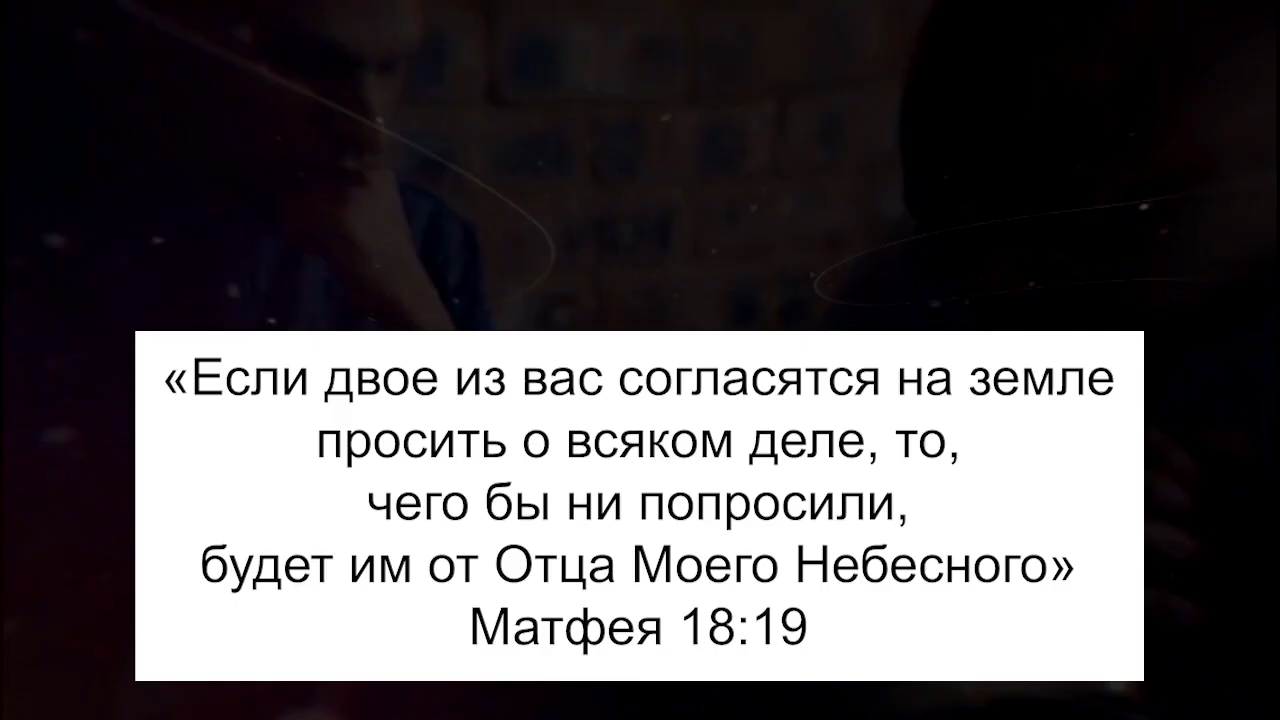 «Если двое из вас согласятся на земле
просить о всяком деле, то,
чего бы ни попросили,
будет им от Отца Моего Небесного»
Матфея 18:19